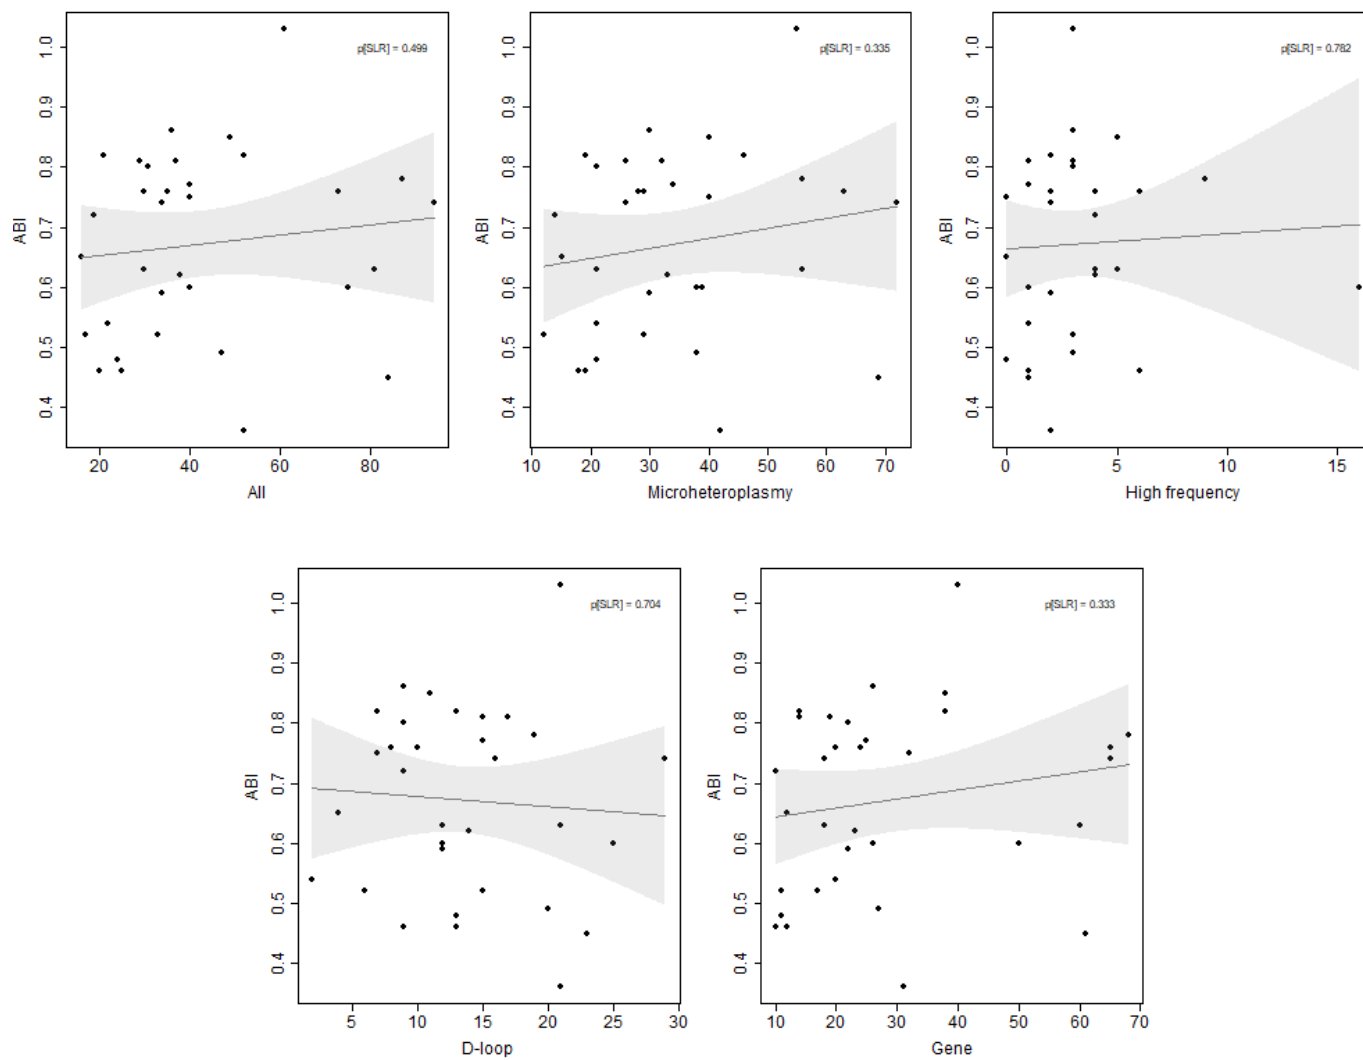 p[SLR] = 0.499
ABI
0.4 0.5 0.6 0.7 0.8 0.9 1.0
20 40 60 80
All
p[SLR] = 0.335
ABI
0.4 0.5 0.6 0.7 0.8 0.9 1.0
10 20 30 40 50 60 70
Microheteroplasmy
p[SLR] = 0.782
ABI
0.4 0.5 0.6 0.7 0.8 0.9 1.0
0 5 10 15
High frequency
p[SLR] = 0.704
ABI
0.4 0.5 0.6 0.7 0.8 0.9 1.0
5 10 15 20 25 30
D-loop
p[SLR] = 0.333
ABI
0.4 0.5 0.6 0.7 0.8 0.9 1.0
10 20 30 40 50 60 70
Gene